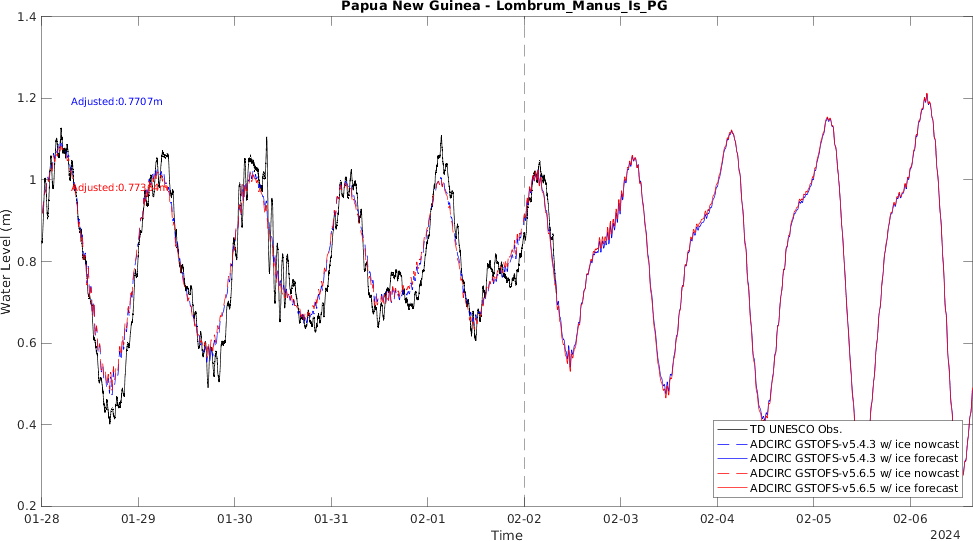 Papua New Guinea - Lombrum_Manus_Is_PG
1.4
1.2
1
0.8
0.6
0.4
0.2
Water Level (m)
Adjusted:0.7707m
TD UNESCO Obs.
ADCIRC GSTOFS-v5.4.3 w/ ice nowcast
ADCIRC GSTOFS-v5.4.3 w/ ice forecast
ADCIRC GSTOFS-v5.6.5 w/ ice nowcast
ADCIRC GSTOFS-v5.6.5 w/ ice forecast
01-28
01-29
01-30
01-31
02-01
02-02
02-03
02-04
02-05
02-06
Time
2024